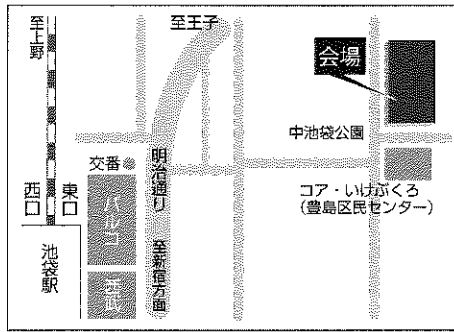 至上野
至王子
会場
中池袋公園
交番
明治通り
コア・いけぶくろ
(豊島区民センター)
西口
東口
パルコ
至新宿方面
池袋駅
西武